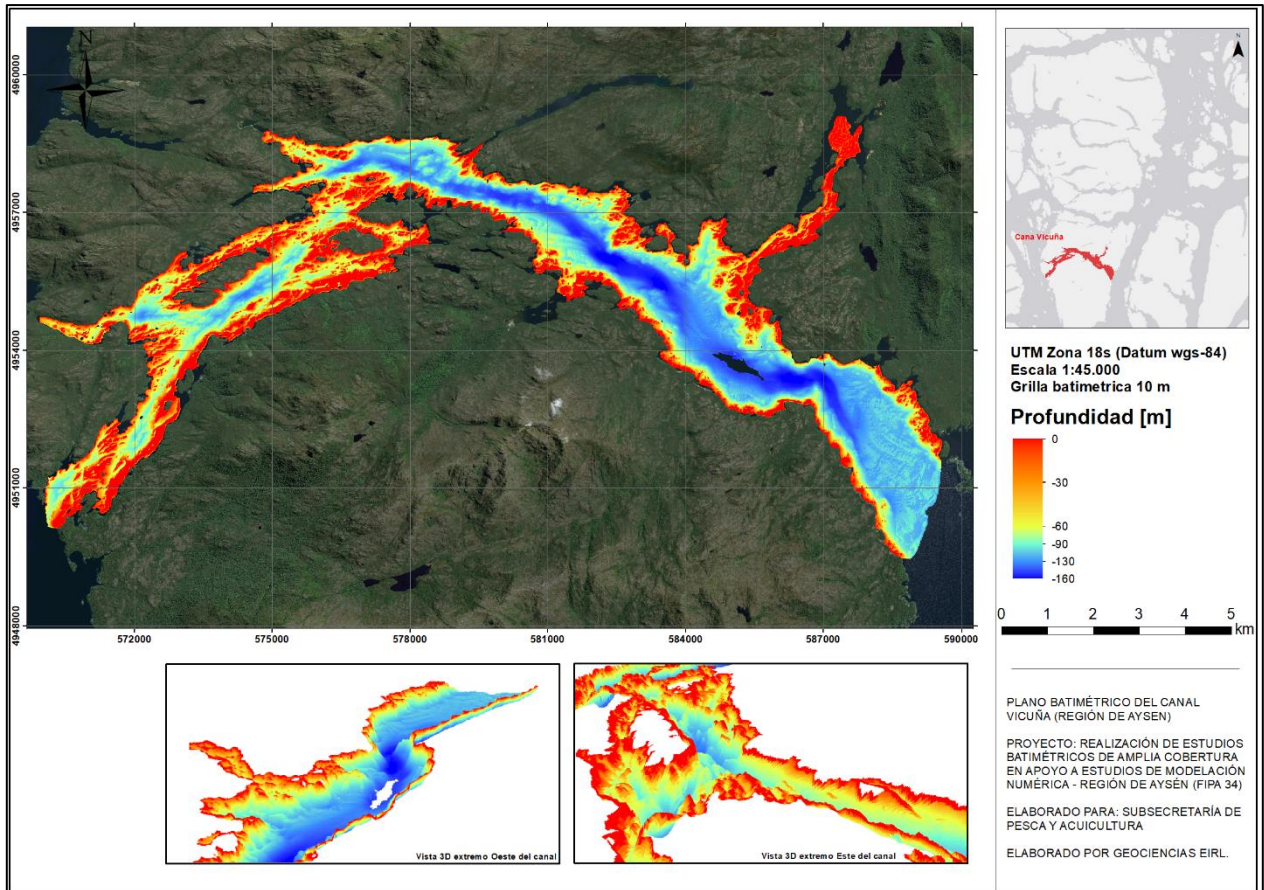 N
4960000
4957000
4954000
4951000
4948000
572000
575000
578000
581000
584000
587000
590000
N
Cana Vicuña
UTM Zona 18s (Datum wgs-84)
Escala 1:45.000
Grilla batimetrica 10 m
Profundidad [m]
0
-30
-60
-90
-130
-160
0 1 2 3 4 5
km
Vista 3D extremo Oeste del canal
Vista 3D extremo Este del canal
PLANO BATIMÉTRICO DEL CANAL
VICUÑA (REGIÓN DE AYSEN)
PROYECTO: REALIZACIÓN DE ESTUDIOS
BATIMÉTRICOS DE AMPLIA COBERTURA
EN APOYO A ESTUDIOS DE MODELACIÓN
NUMÉRICA - REGIÓN DE AYSÉN (FIPA 34)
ELABORADO PARA: SUBSECRETARÍA DE
PESCA Y ACUICULTURA
ELABORADO POR GEOCIENCIAS EIRL.